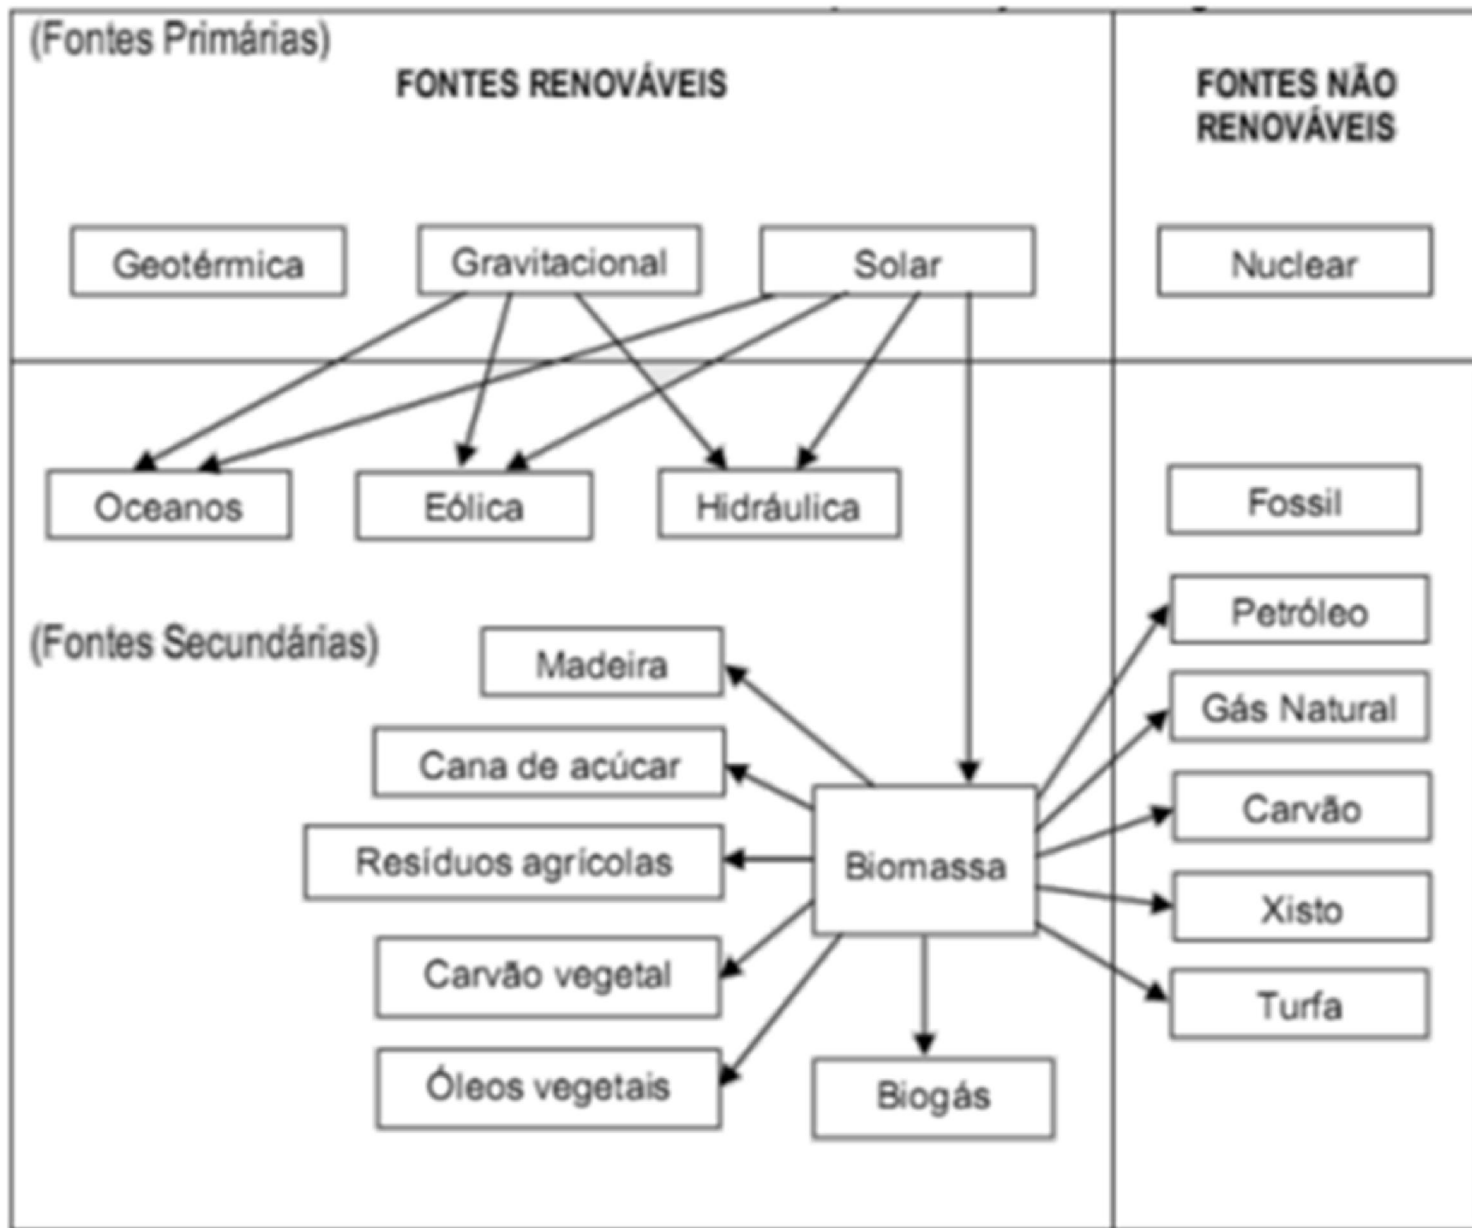 (Fontes Primárias)
FONTES RENOVÁVEIS
FONTES NÃO
RENOVÁVEIS
Geotérmica
Gravitacional
Solar
Nuclear
Oceanos
Eólica
Hidráulica
Fossil
(Fontes Secundárias)
Madeira
Cana de açúcar
Resíduos agrícolas
Carvão vegetal
Óleos vegetais
Biomassa
Biogás
Petróleo
Gás Natural
Carvão
Xisto
Turfa